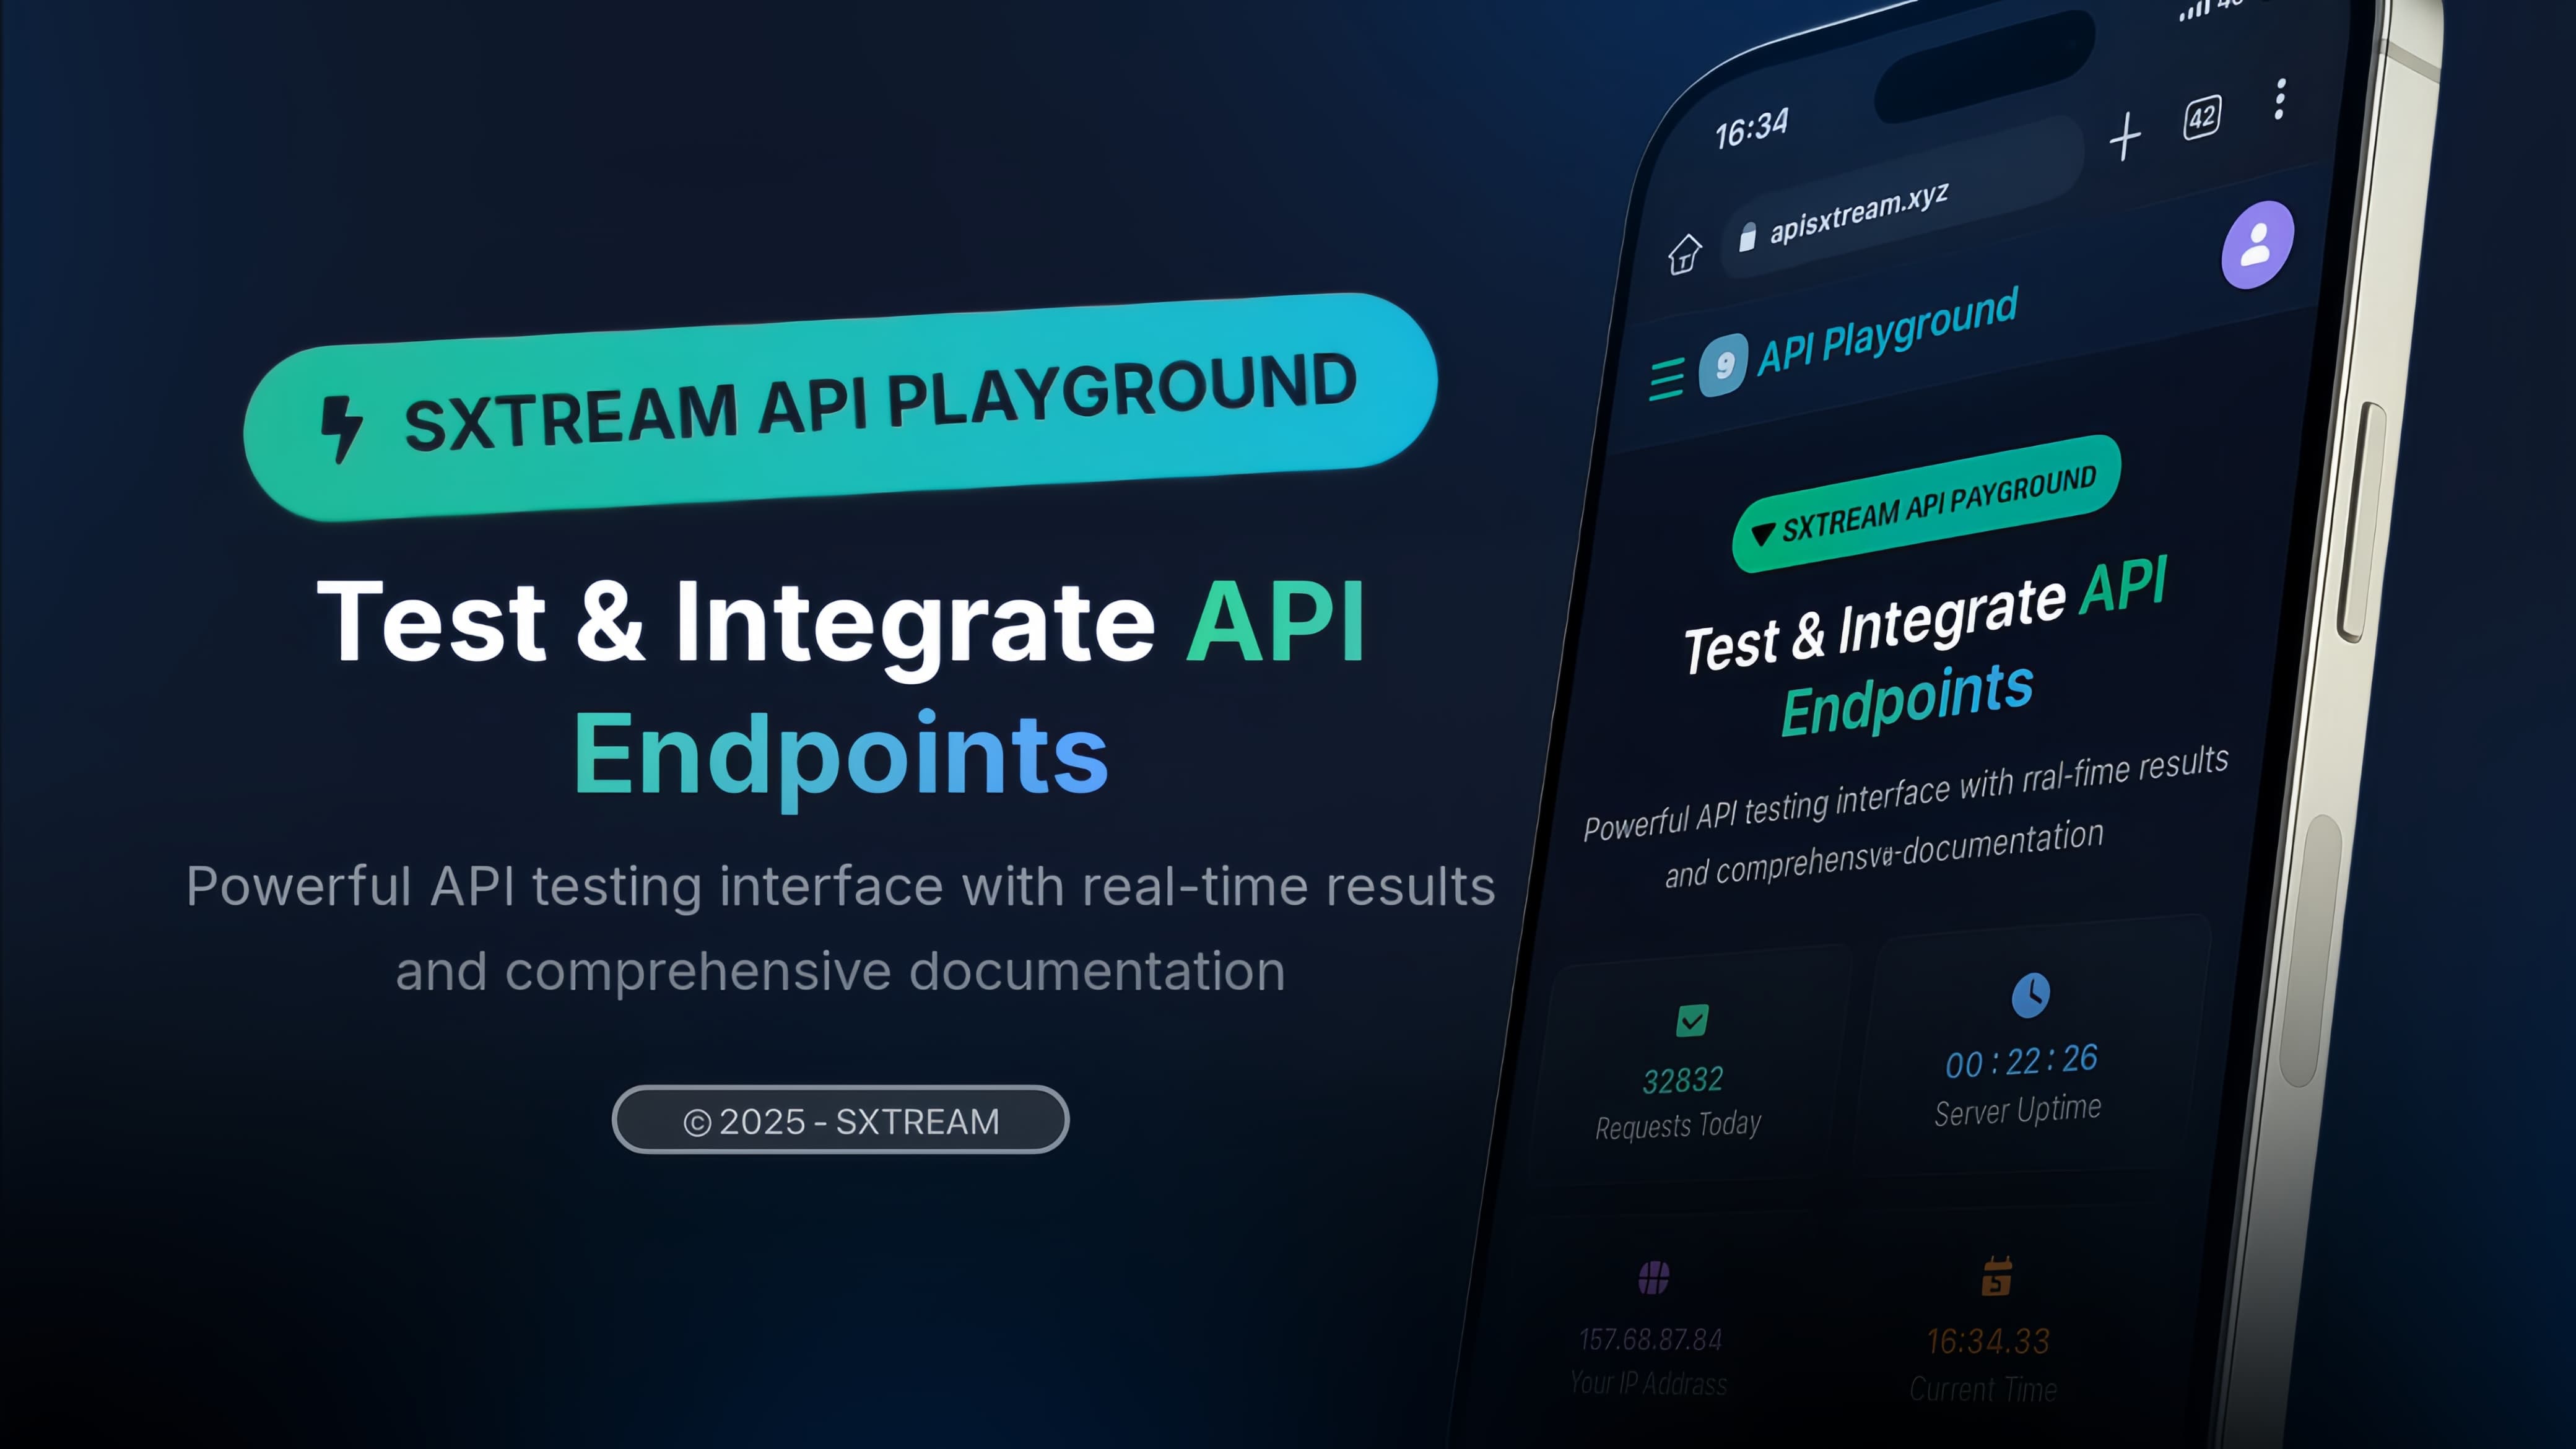 SXTREAM API PLAYGROUND
Test & Integrate API
Endpoints
Powerful API testing interface with real-time results
and comprehensive documentation
© 2025 - SXTREAM
16:34
apisxtream.xyz
42
9 API Playground
SXTREAM API PAYGROUND
Test & Integrate API
Endpoints
Powerful API testing interface with rral-fime results
and documentation
32832
Requests Today
00:22:26
Server Uptime
157.68.87.84
Your IP Addrass
16:34.33
Current Time